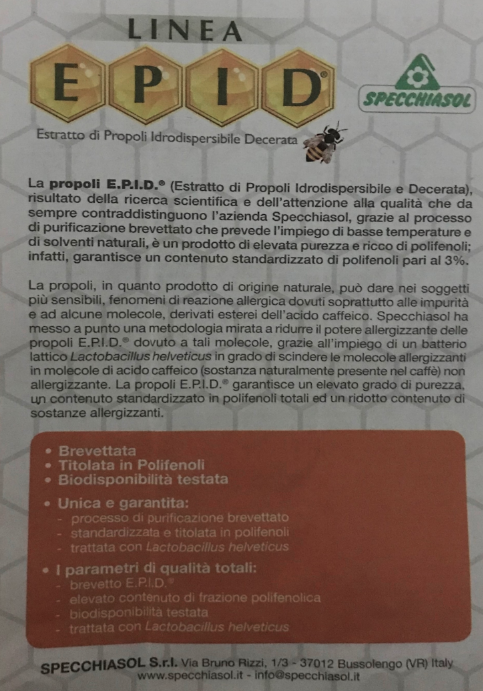 LINEA
EPID®
SPECCHIASOL
Estratto di Propoli Idrodispersibile Decerata
La propoli E.P.I.D.® (Estratto di Propoli Idrodispersibile e Decerata),
risultato della ricerca scientifica e dell'attenzione alla qualità che da
sempre contraddistinguono l'azienda Specchiasol, grazie al processo
di purificazione brevettato che prevede l'impiego di basse temperature e
di solventi naturali, è un prodotto di elevata purezza e ricco di polifenoli;
infatti, garantisce un contenuto standardizzato di polifenoli pari al 3%.
La propoli, in quanto prodotto di origine naturale, può dare nei soggetti
più sensibili, fenomeni di reazione allergica dovuti soprattutto alle impurità
e ad alcune molecole, derivati esterei dell'acido caffeico. Specchiasol ha
messo a punto una metodologia mirata a ridurre il potere allergizzante delle
propoli E.P.I.D.® dovuto a tali molecole, grazie all'impiego di un batterio
lattico Lactobacillus helveticus in grado di scindere le molecole allergizzanti
in molecole di acido caffeico (sostanza naturalmente presente nel caffè) non
allergizzante. La propoli E.P.I.D.® garantisce un elevato grado di purezza,
un contenuto standardizzato in polifenoli totali ed un ridotto contenuto di
sostanze allergizzanti.
• Brevettata
• Titolata in Polifenoli
• Biodisponibilità testata
• Unica e garantita:
- processo di purificazione brevettato
- standardizzata e titolata in polifenoli
- trattata con Lactobacillus helveticus
• I parametri di qualità totali:
- brevetto E.P.I.D.®
- elevato contenuto di frazione polifenolica
- biodisponibilità testata
- trattata con Lactobacillus helveticus
SPECCHIASOL S.r.l. Via Bruno Rizzi, 1/3 - 37012 Bussolengo (VR) Italy
www.specchiasol.it - info@specchiasol.it